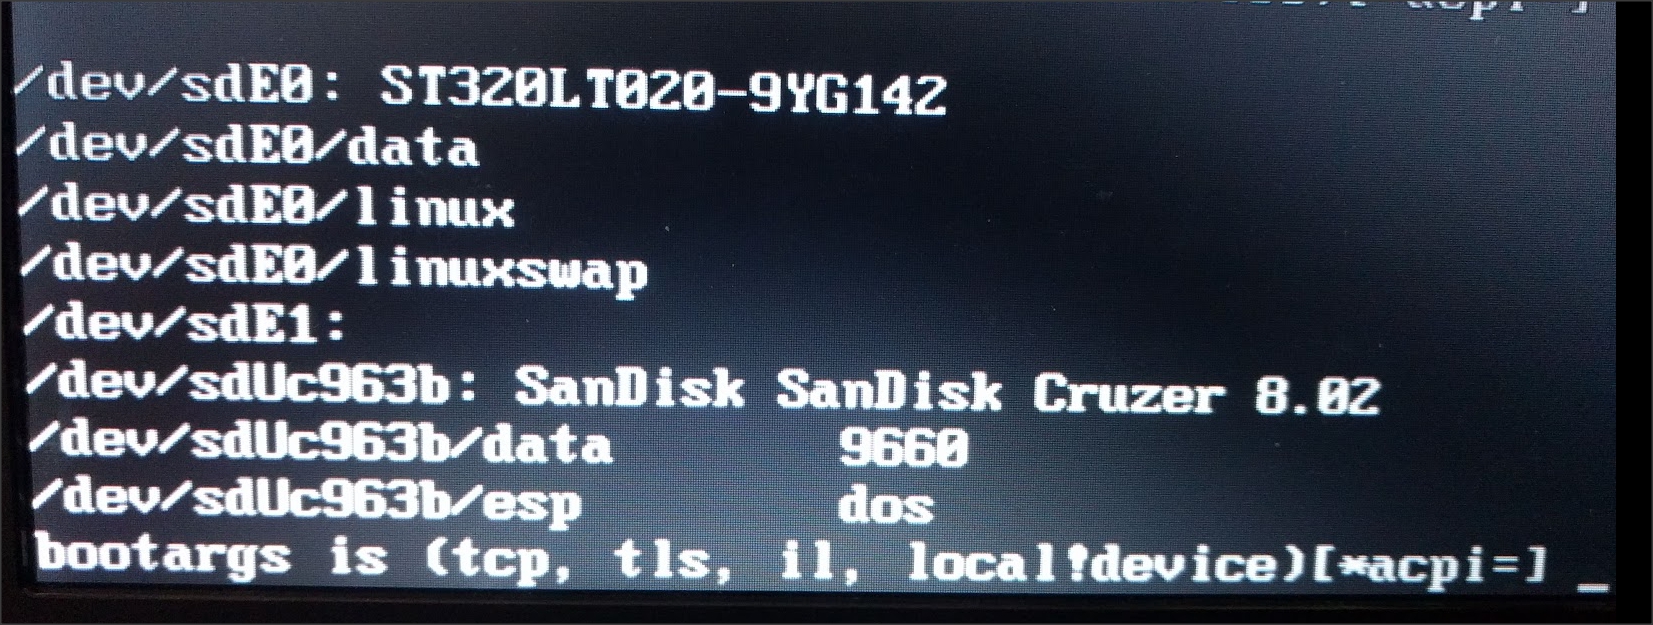 acpi ]
/dev/sdE0: ST320LT020-9YG142
/dev/sdE0/data
/dev/sdE0/linux
/dev/sdE0/linuxswap
/dev/sdE1:
/dev/sdUc963b: SanDisk SanDisk Cruzer 8.02
/dev/sdUc963b/data 9660
/dev/sdUc963b/esp dos
bootargs is (tcp, tls, il, local!device)[*acpi=] _